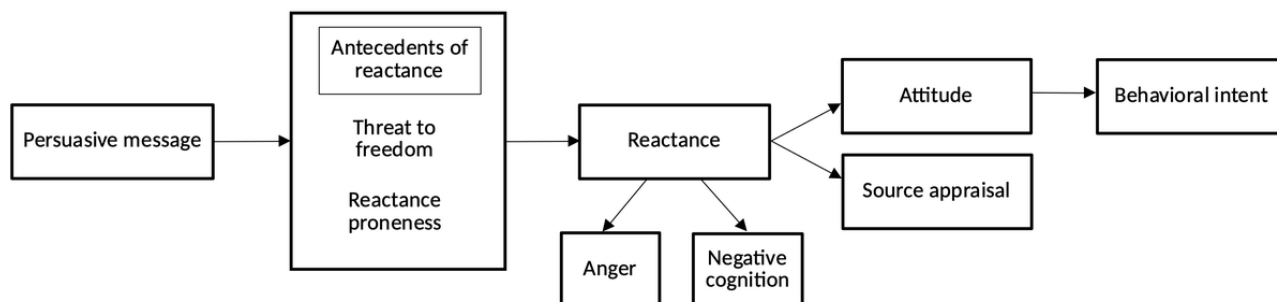 Persuasive message
Antecedents of
reactance
Threat to
freedom
Reactance
proneness
Reactance
Anger
Negative
cognition
Attitude
Source appraisal
Behavioral intent